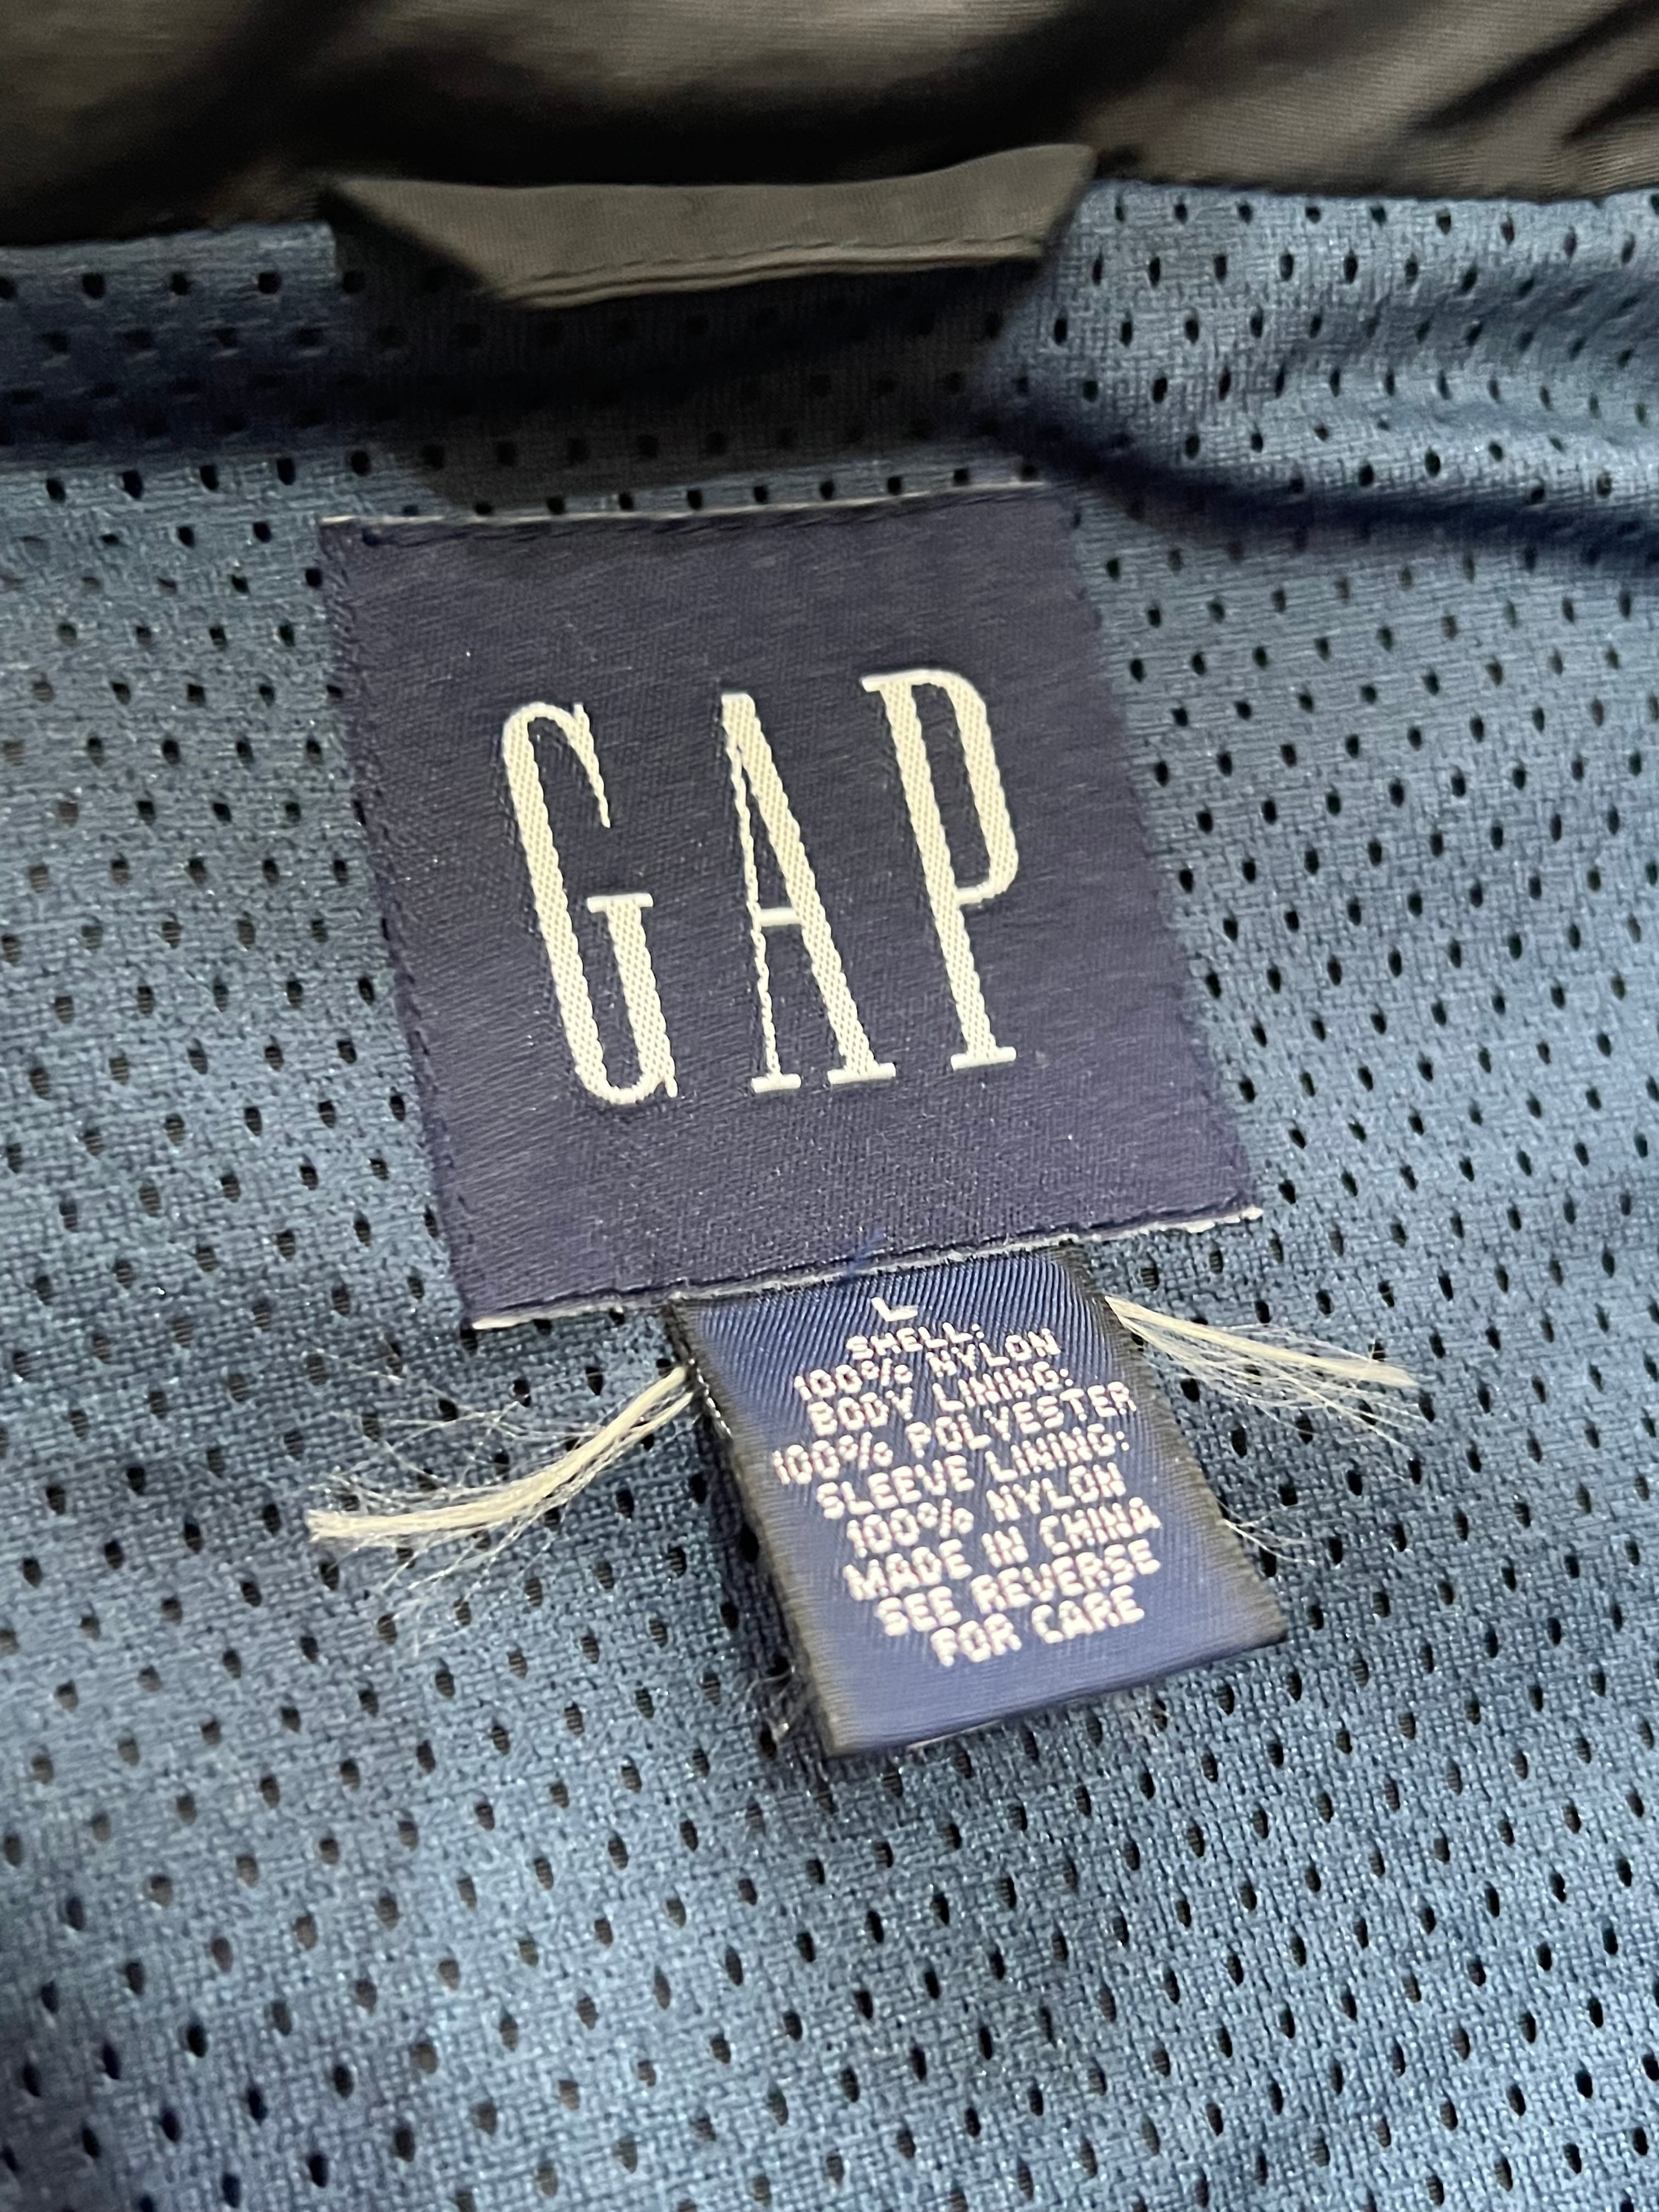 GAP
L
SHELL:
100% NYLON
BODY LINING:
100% POLYESTER
SLEEVE LINING:
100% NYLON
MADE IN CHINA
SEE REVERSE
FOR CARE